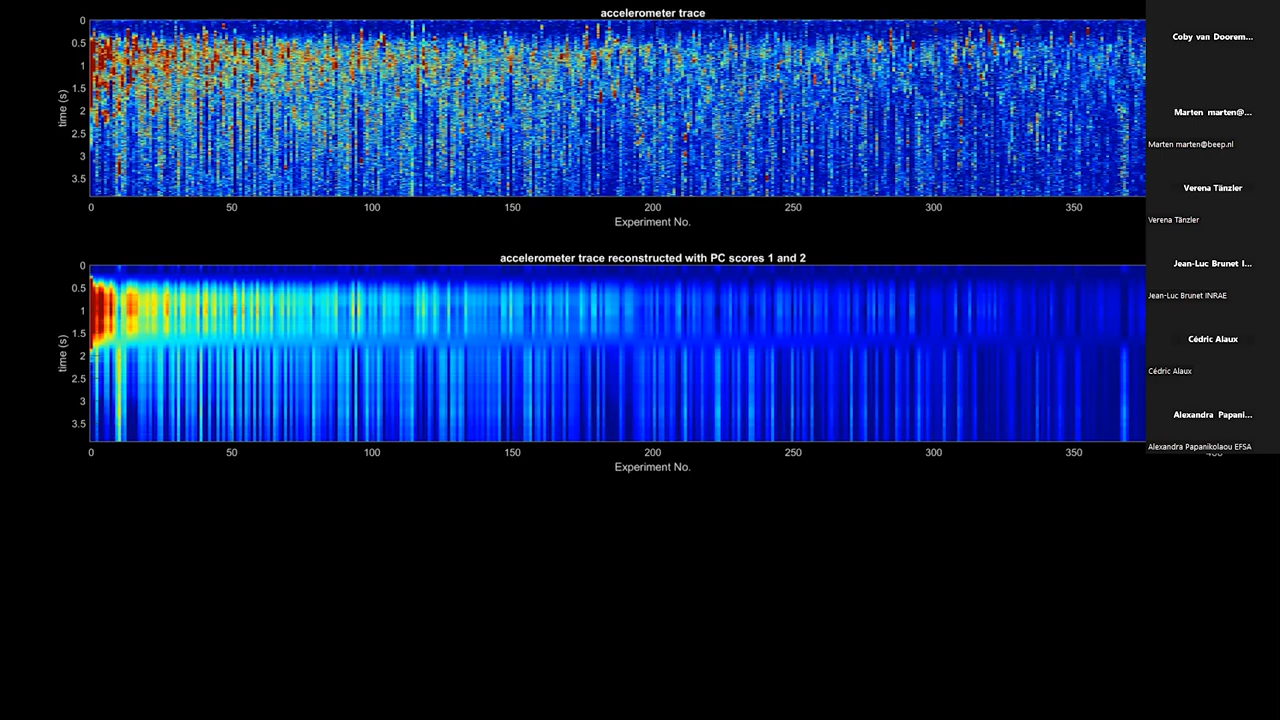 accelerometer trace
0
0.5
1
1.5
2
2.5
3
3.5
time (s)
0 50 100 150 200 250 300 350
Experiment No.
accelerometer trace reconstructed with PC scores 1 and 2
0
0.5
1
1.5
2
2.5
3
3.5
time (s)
0 50 100 150 200 250 300 350
Experiment No.
Coby van Doorem...
Marten marten@...
Marten marten@beep.nl
Verena Tänzler
Verena Tänzler
Jean-Luc Brunet I...
Jean-Luc Brunet INRAE
Cédric Alaux
Cédric Alaux
Alexandra Papani...
Alexandra Papanikolaou EFSA